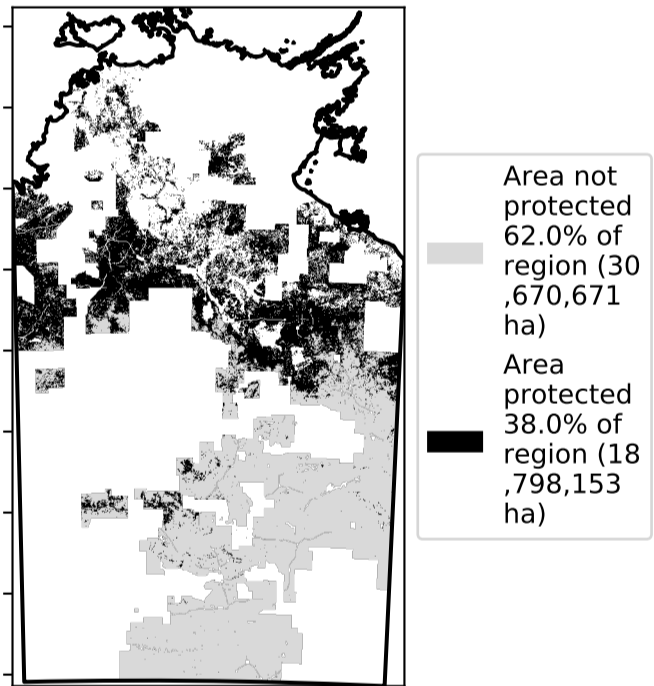 Area not
protected
62.0% of
region (30
,670,671
ha)
Area
protected
38.0% of
region (18
,798,153
ha)